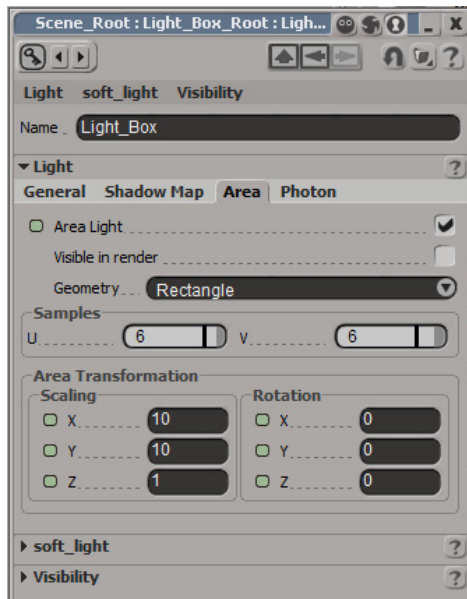 Scene_Root : Light_Box_Root : Ligh...
Light soft_light Visibility
Name Light_Box
Light
General Shadow Map Area Photon
Area Light
Visible in render
Geometry Rectangle
Samples
U 6 V 6
Area Transformation
Scaling Rotation
X 10 X 0
Y 10 Y 0
Z 1 Z 0
soft_light ?
Visibility ?